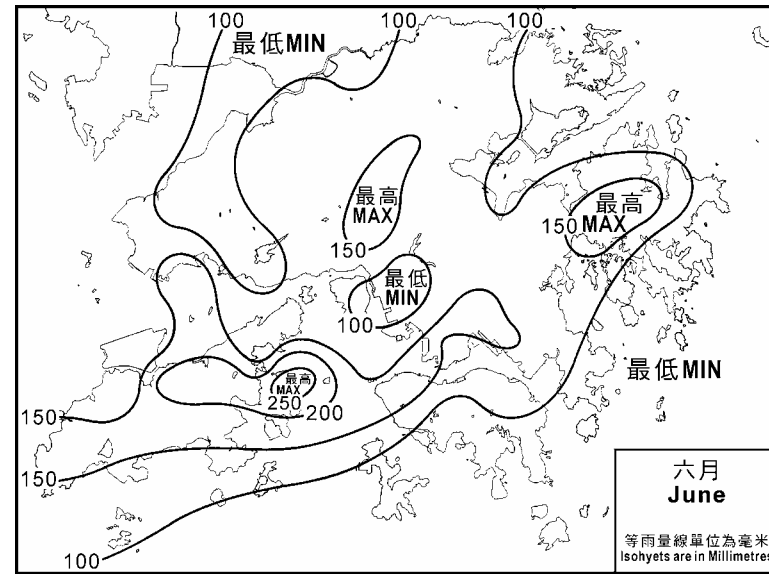 100
100
100
最低MIN
最高
MAX
150
最高
MAX
150
最低
MIN
100
最低MIN
最高
MAX
250
200
150
150
100
六月
June
等雨量線單位為毫米
Isohyets are in Millimetres